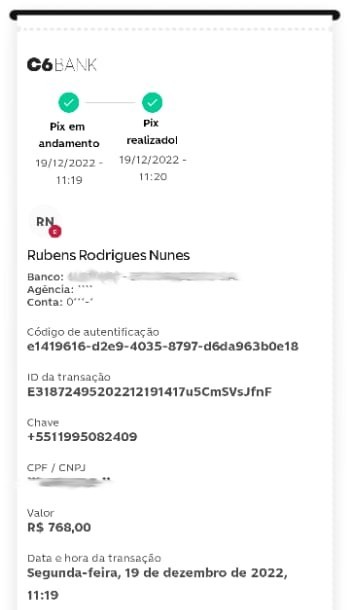 C6BANK
Pix em
andamento
19/12/2022 -
11:19
Pix
realizado!
19/12/2022 -
11:20
RN
Rubens Rodrigues Nunes
Banco:
Agência: ****
Conta: 0***-*
Código de autentificação
e1419616-d2e9-4035-8797-d6da963b0e18
ID da transação
E31872495202212191417u5CmSVsJfnF
Chave
+5511995082409
CPF / CNPJ
Valor
R$ 768,00
Data e hora da transação
Segunda-feira, 19 de dezembro de 2022,
11:19